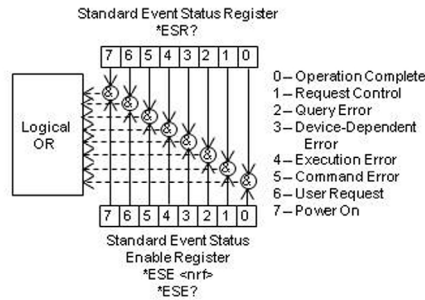 Standard Event Status Register
*ESR?
7 6 5 4 3 2 1 0
& & & & & & & &
Logical
OR
0 – Operation Complete
1 – Request Control
2 – Query Error
3 – Device-Dependent
Error
4 – Execution Error
5 – Command Error
6 – User Request
7 – Power On
7 6 5 4 3 2 1 0
Standard Event Status
Enable Register
*ESE <nrf>
*ESE?